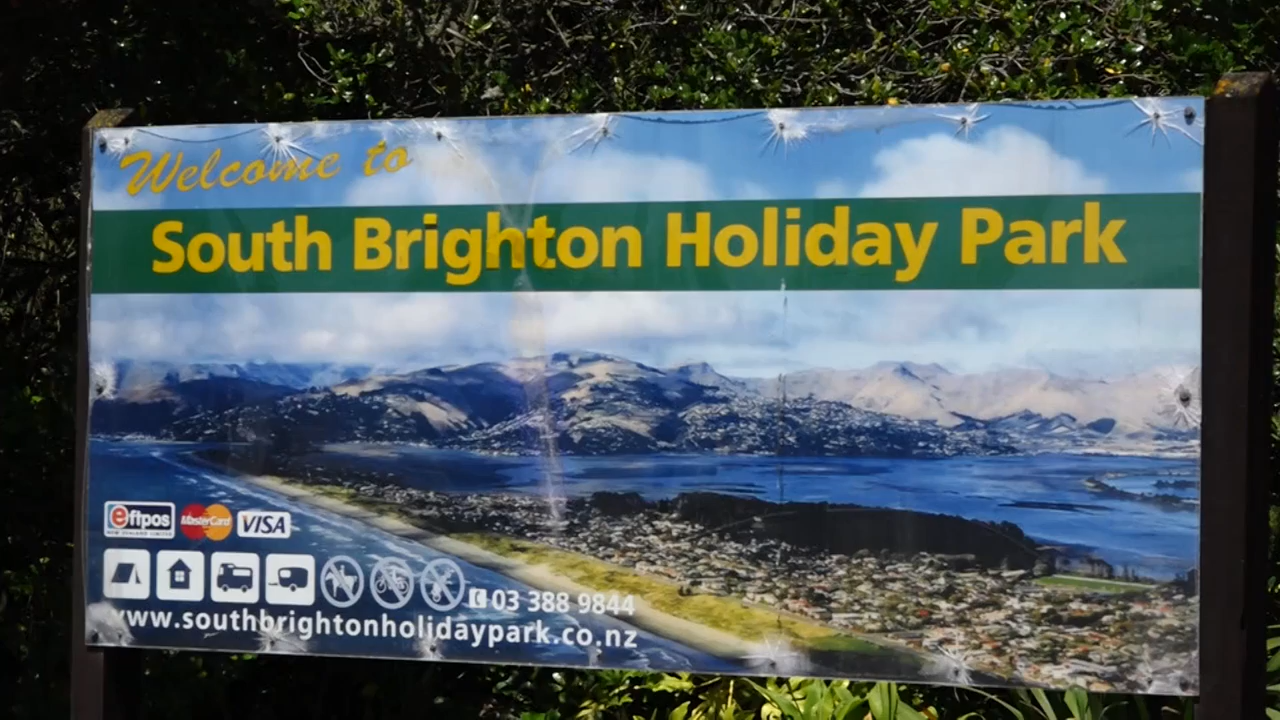 Welcome to
South Brighton Holiday Park
eftpos MasterCard VISA
NEW ZEALAND LIMITED
03 388 9844
www.southbrightonholidaypark.co.nz